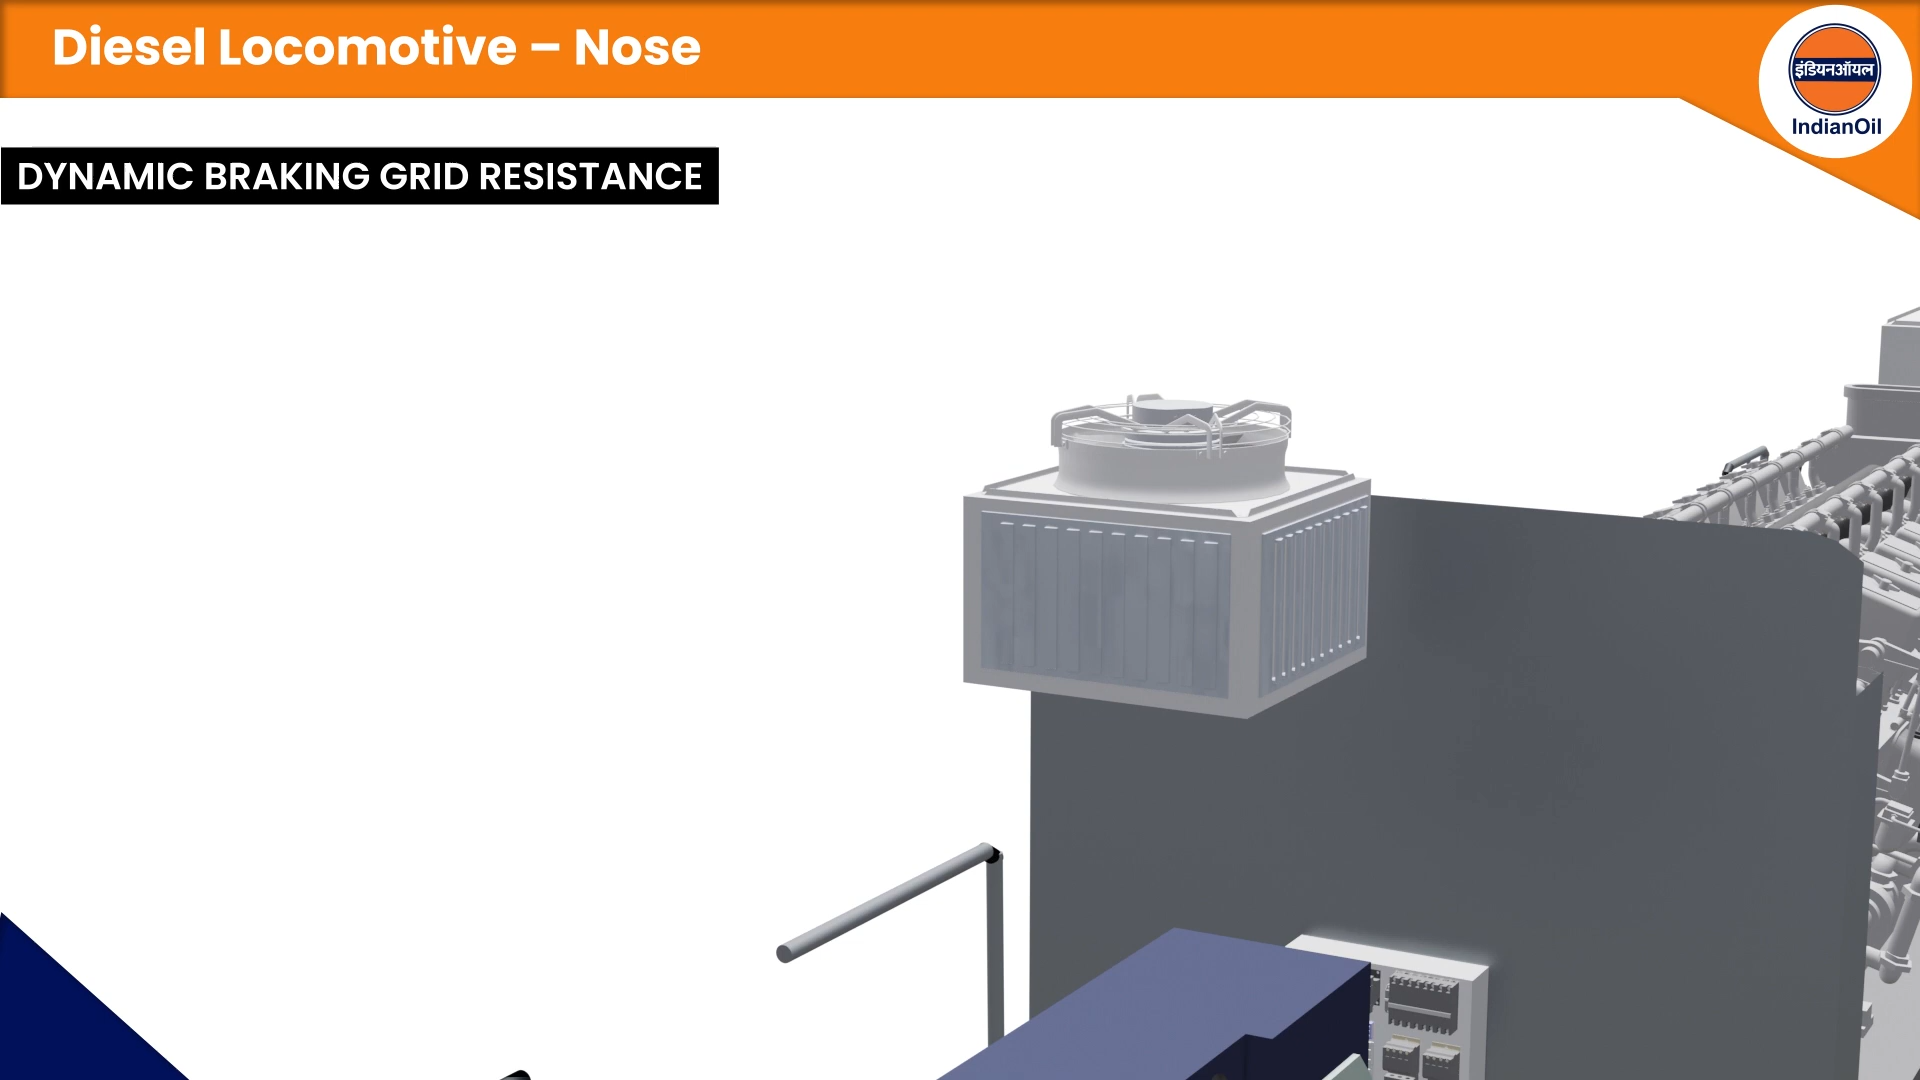 Diesel Locomotive – Nose
इंडियनऑयल
IndianOil
DYNAMIC BRAKING GRID RESISTANCE